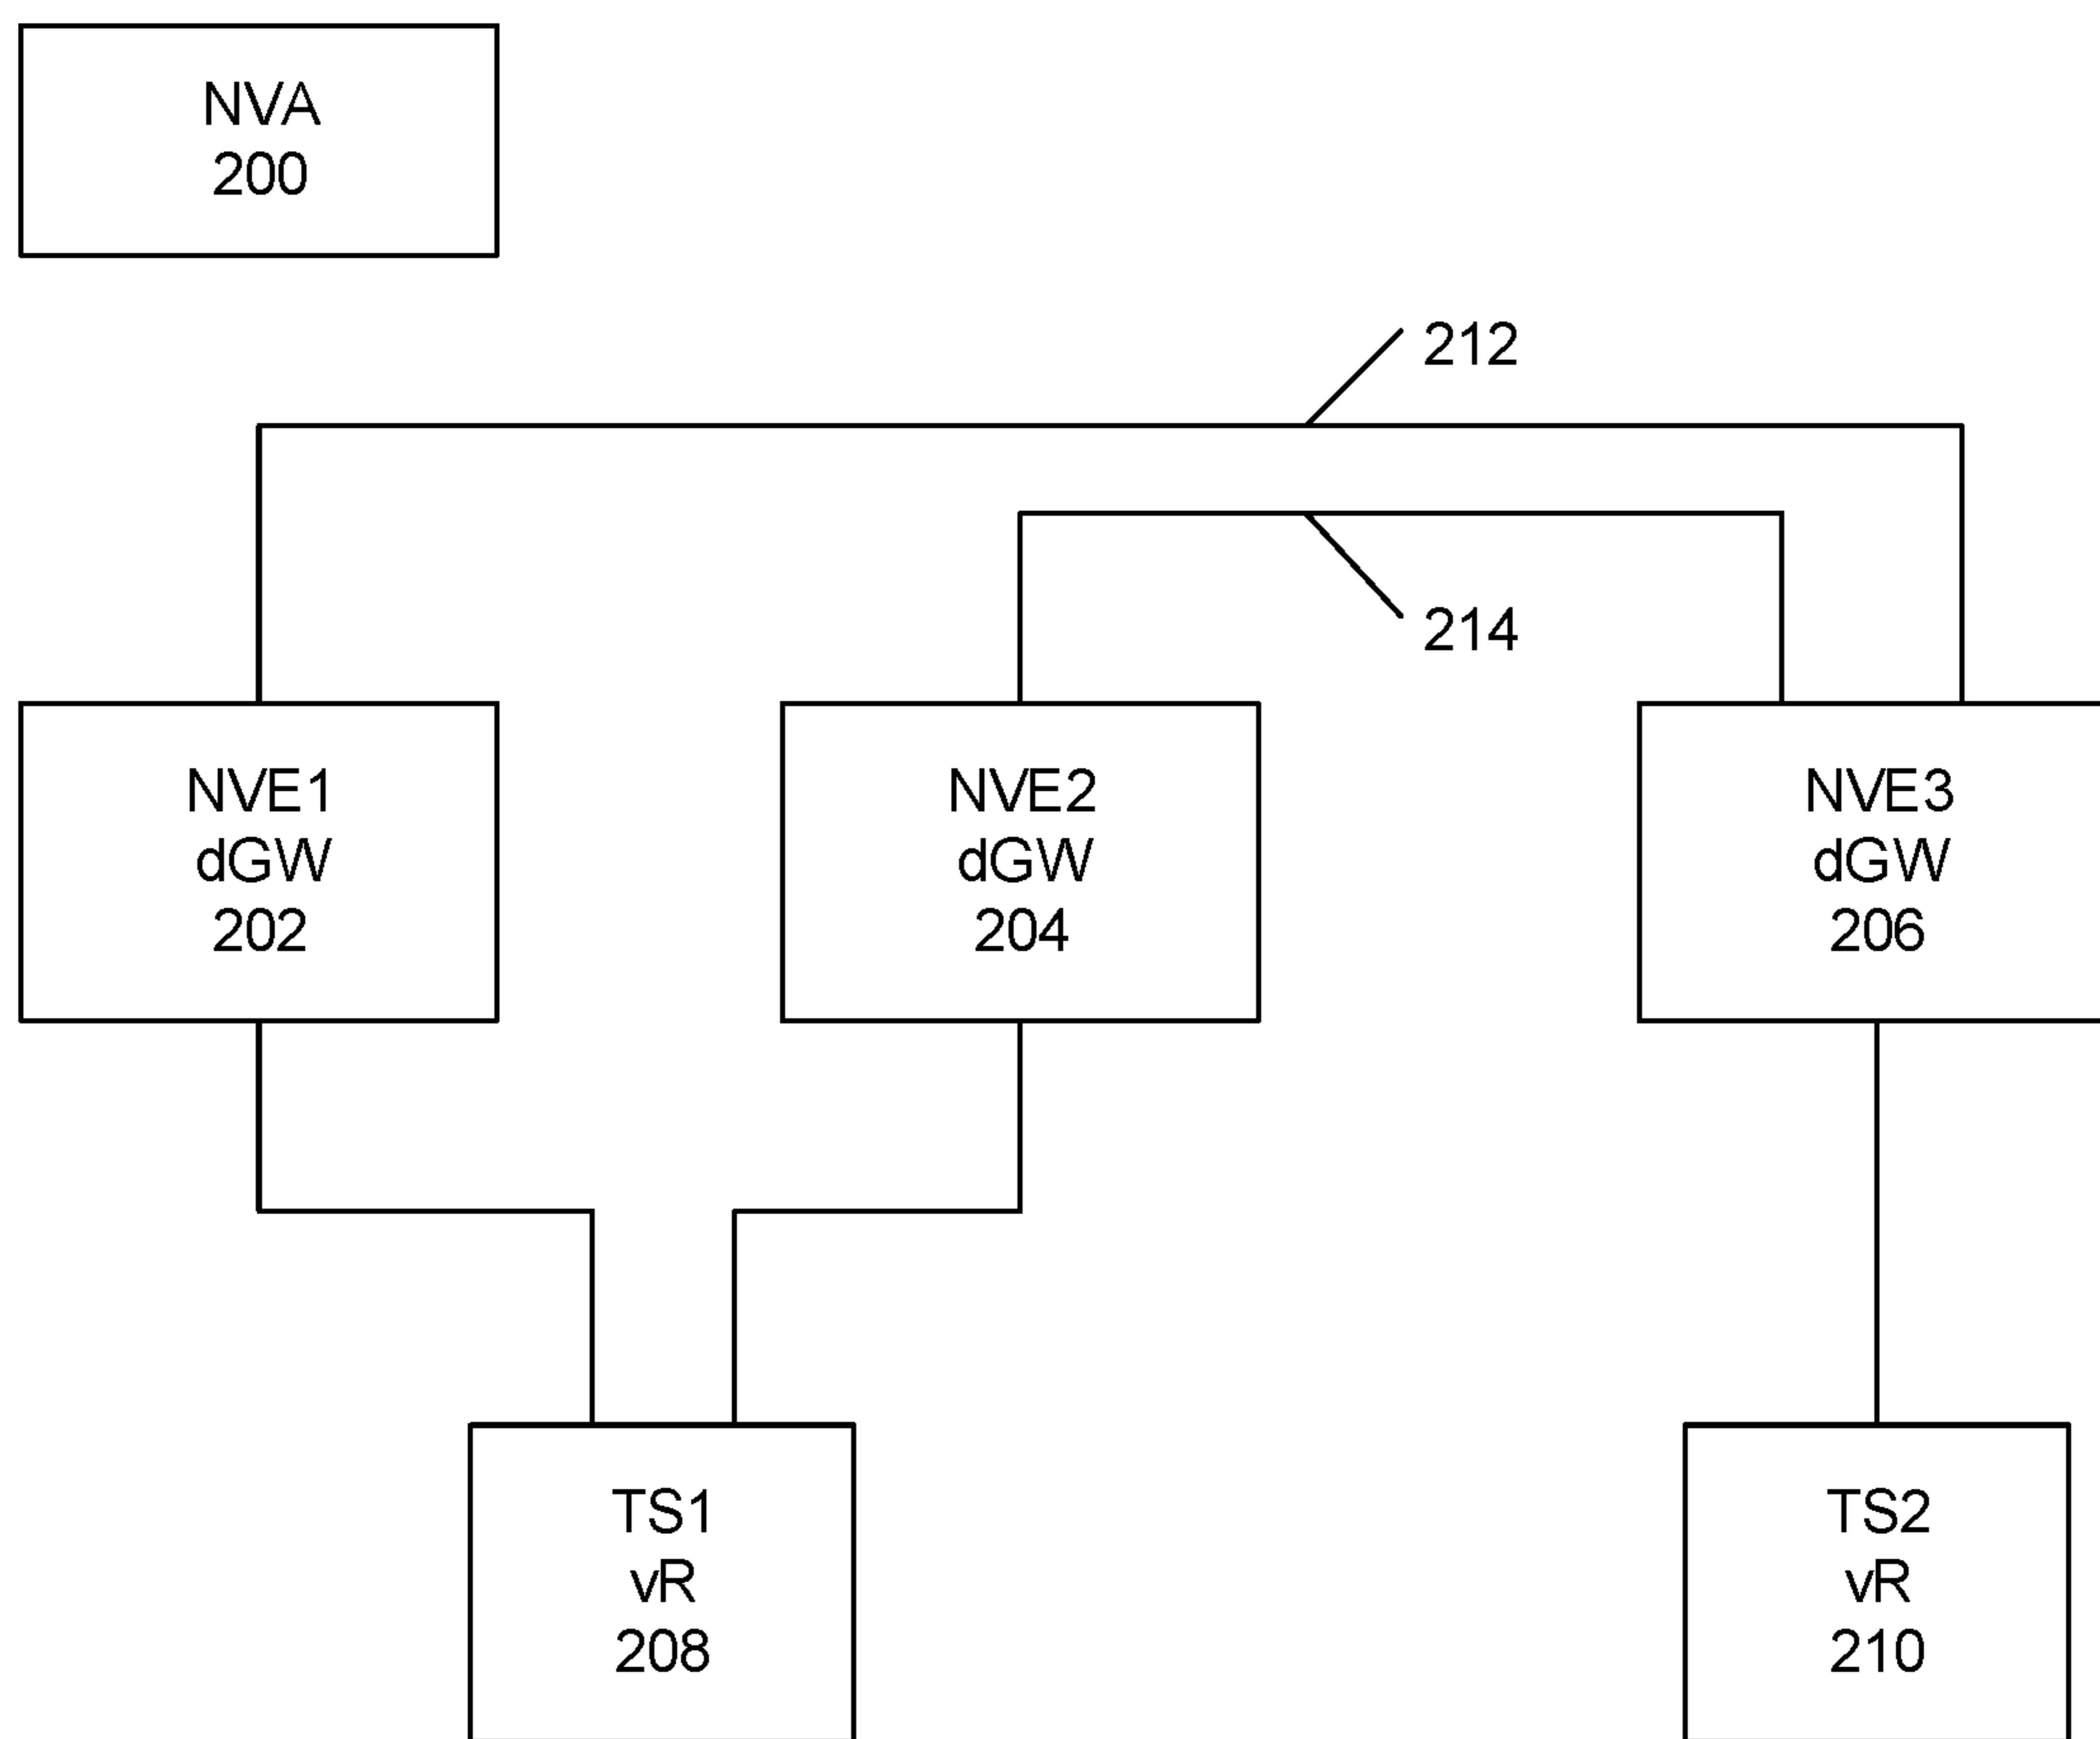 NVA
200
212
214
NVE1
dGW
202
NVE2
dGW
204
NVE3
dGW
206
TS1
vR
208
TS2
vR
210